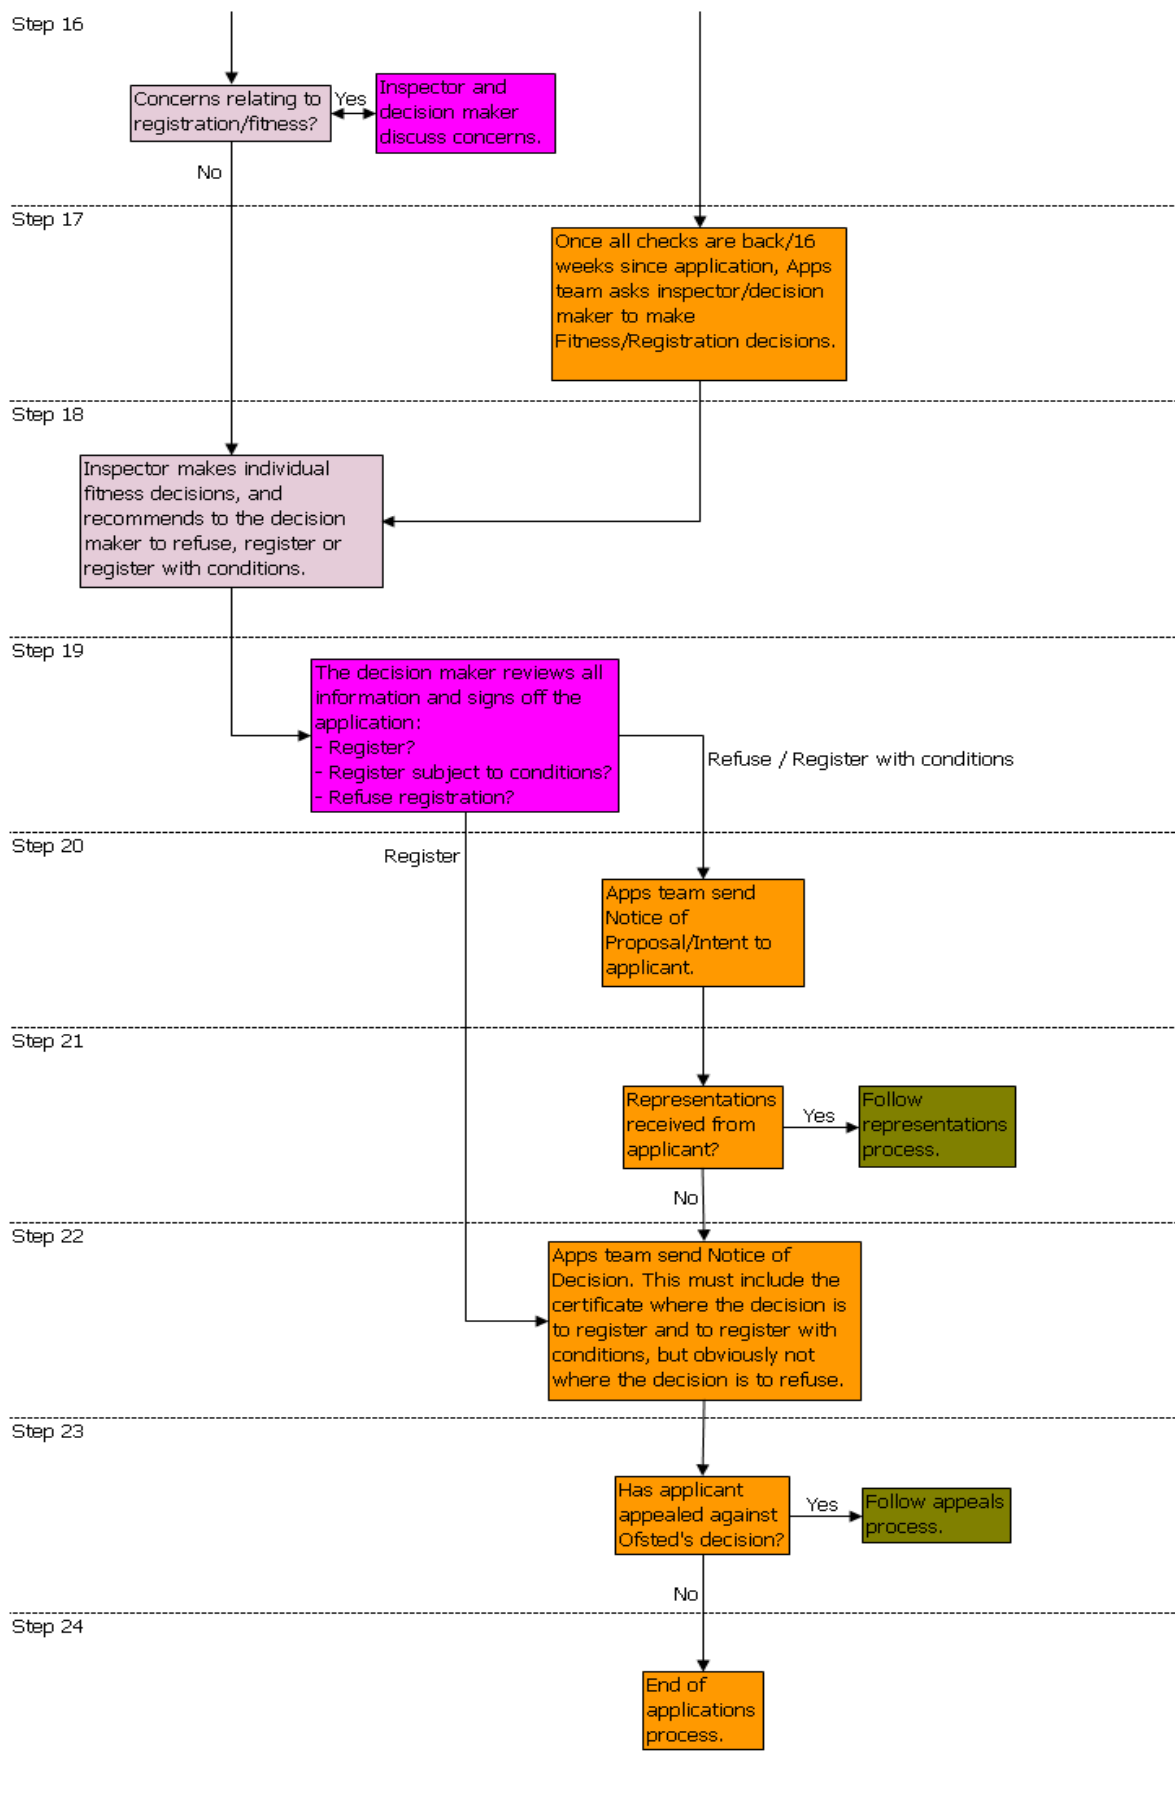 Step 16
Concerns relating to
registration/fitness?
Yes
Inspector and
decision maker
discuss concerns.
No
Step 17
Once all checks are back/16
weeks since application, Apps
team asks inspector/decision
maker to make
Fitness/Registration decisions.
Step 18
Inspector makes individual
fitness decisions, and
recommends to the decision
maker to refuse, register or
register with conditions.
Step 19
The decision maker reviews all
information and signs off the
application:
- Register?
- Register subject to conditions?
- Refuse registration?
Refuse / Register with conditions
Step 20
Register
Apps team send
Notice of
Proposal/Intent to
applicant.
Step 21
Representations
received from
applicant?
Yes
Follow
representations
process.
No
Step 22
Apps team send Notice of
Decision. This must include the
certificate where the decision is
to register and to register with
conditions, but obviously not
where the decision is to refuse.
Step 23
Has applicant
appealed against
Ofsted's decision?
Yes
Follow appeals
process.
No
Step 24
End of
applications
process.